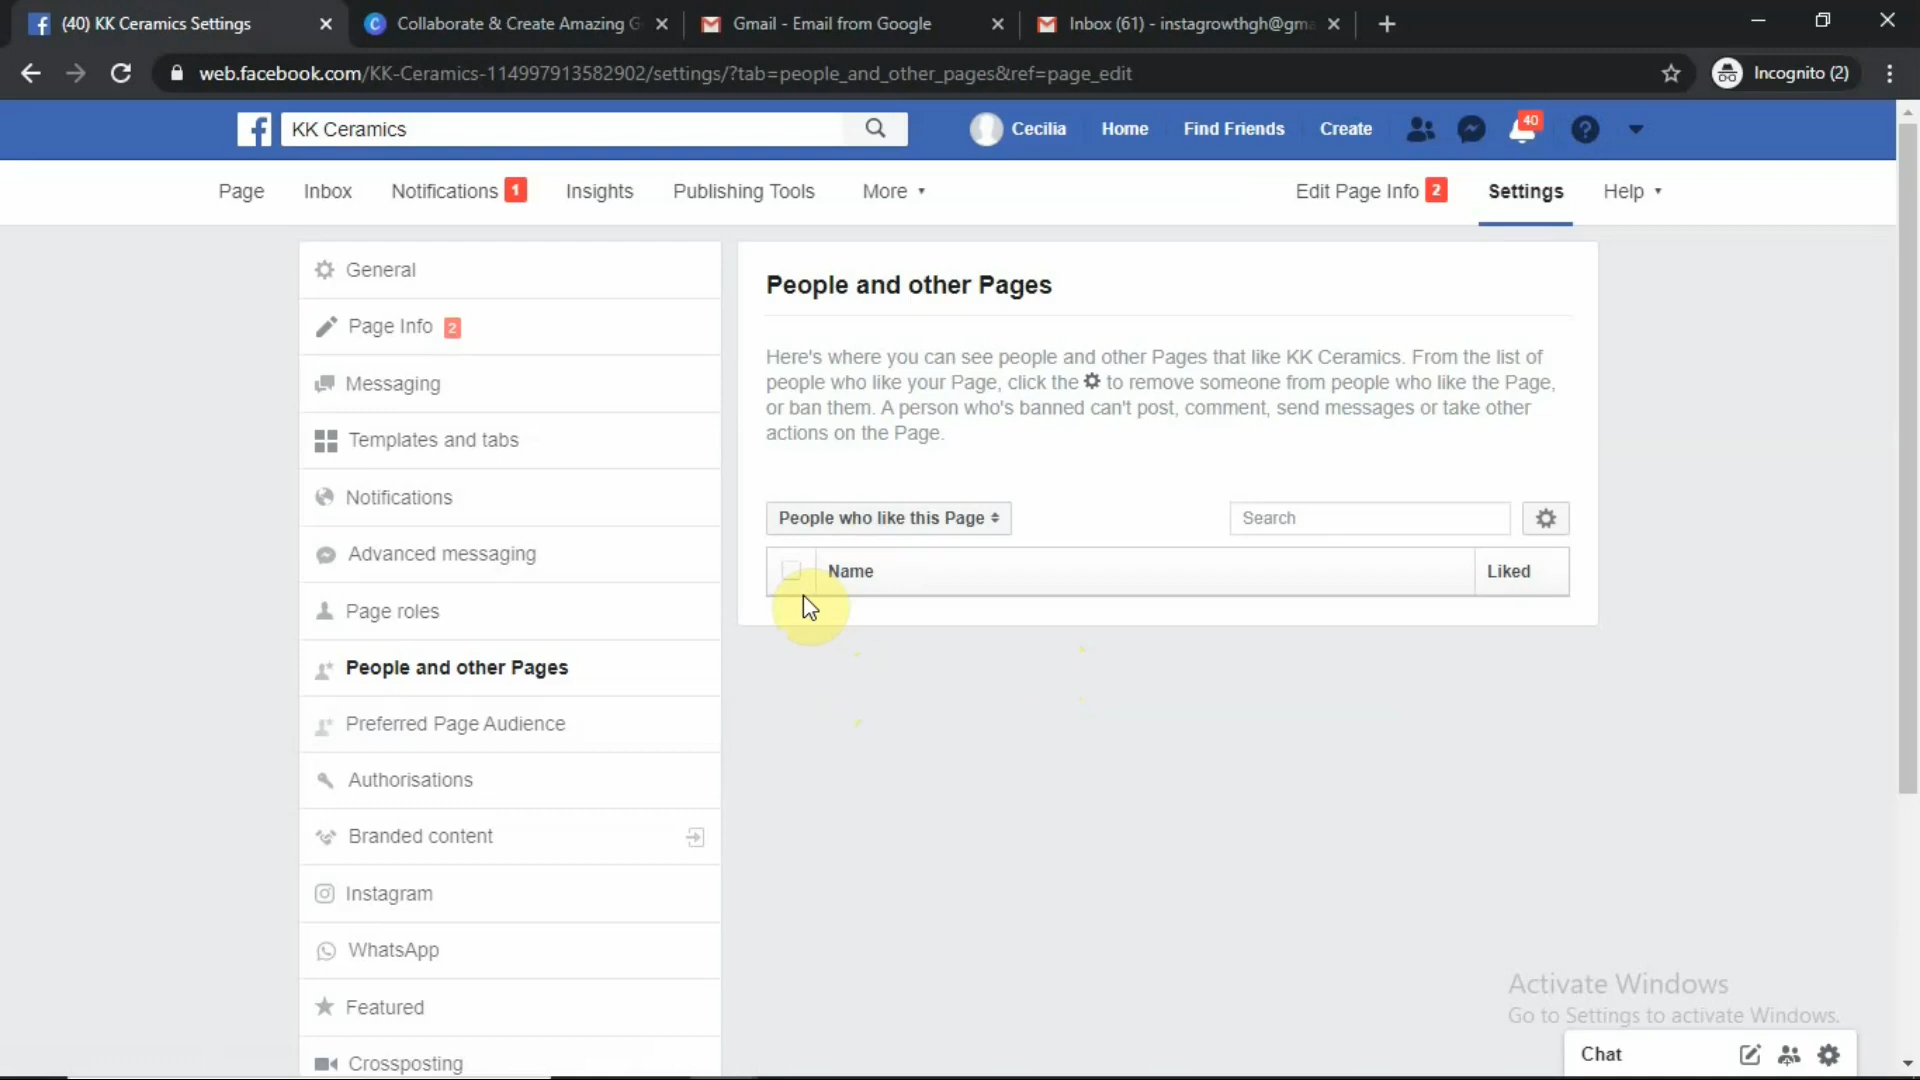 (40) KK Ceramics Settings
Collaborate & Create Amazing G
Gmail - Email from Google
Inbox (61) - instagrowthgh@gma
web.facebook.com/KK-Ceramics-114997913582902/settings/?tab=people_and_other_pages&ref=page_edit
Incognito (2)
KK Ceramics
Cecilia
Home
Find Friends
Create
40
Page
Inbox
Notifications 1
Insights
Publishing Tools
More
Edit Page Info 2
Settings
Help
General
Page Info 2
Messaging
Templates and tabs
Notifications
Advanced messaging
Page roles
People and other Pages
Preferred Page Audience
Authorisations
Branded content
Instagram
WhatsApp
Featured
Crossposting
People and other Pages
Here's where you can see people and other Pages that like KK Ceramics. From the list of
people who like your Page, click the to remove someone from people who like the Page,
or ban them. A person who's banned can't post, comment, send messages or take other
actions on the Page.
People who like this Page
Search
Name
Liked
Activate Windows
Go to Settings to activate Windows.
Chat